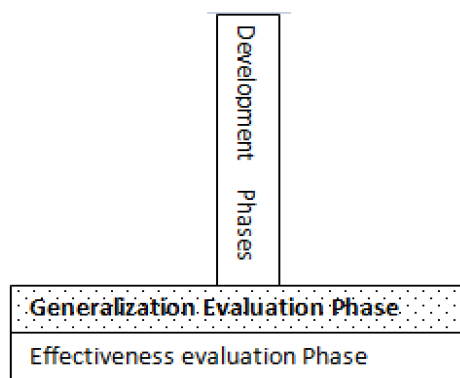 Development Phases
Generalization Evaluation Phase
Effectiveness evaluation Phase